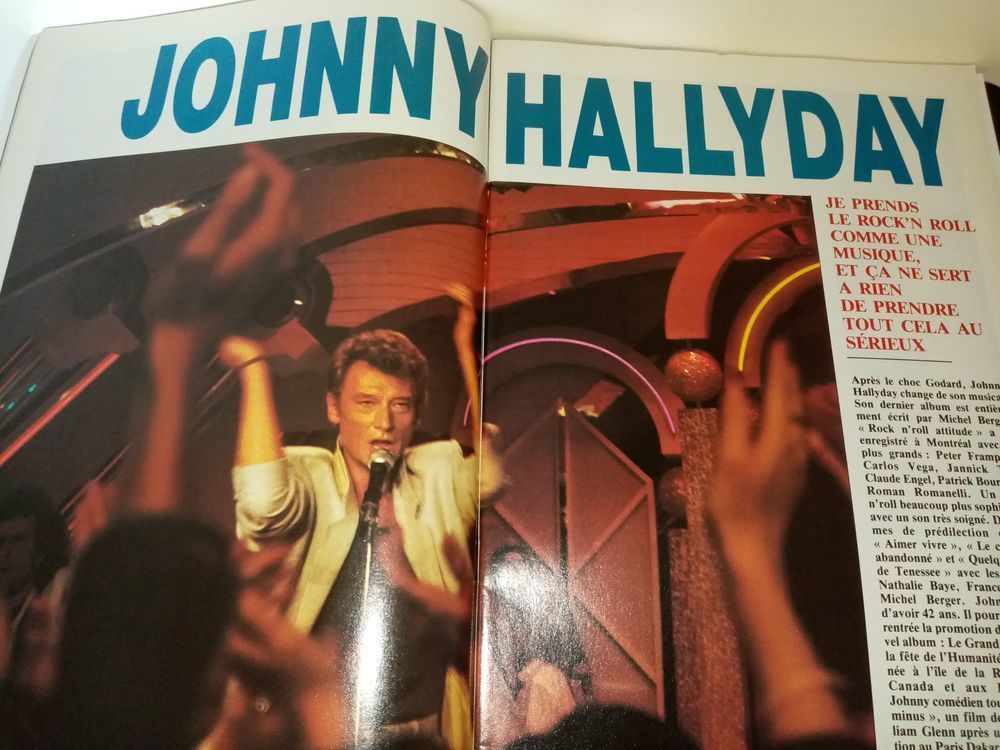 JOHNNY HALLYDAY
JE PRENDS
LE ROCK'N ROLL
COMME UNE
MUSIQUE,
ET ÇA NE SERT
A RIEN
DE PRENDRE
TOUT CELA AU
SÉRIEUX
Après le choc Godard, Johnn
Hallyday change de son musica
Son dernier album est entiè
ment écrit par Michel Berg
« Rock n'roll attitude » a
enregistré à Montréal avec
plus grands : Peter Framp
Carlos Vega, Jannick T
Claude Engel, Patrick Bour
Roman Romanelli. Un
n'roll beaucoup plus sophi
avec un son très soigné. D
mes de prédilection
« Aimer vivre », « Le c
abandonné » et « Quelq
de Tenessee » avec les
Nathalie Baye, France
Michel Berger. John
d'avoir 42 ans. Il pour
rentrée la promotion d
vel album : Le Grand
la fête de l'Humanité
née à l'île de la R
Canada et aux
Johnny comédien tou
minus », un film de
liam Glenn après u
tion au Paris Dakar